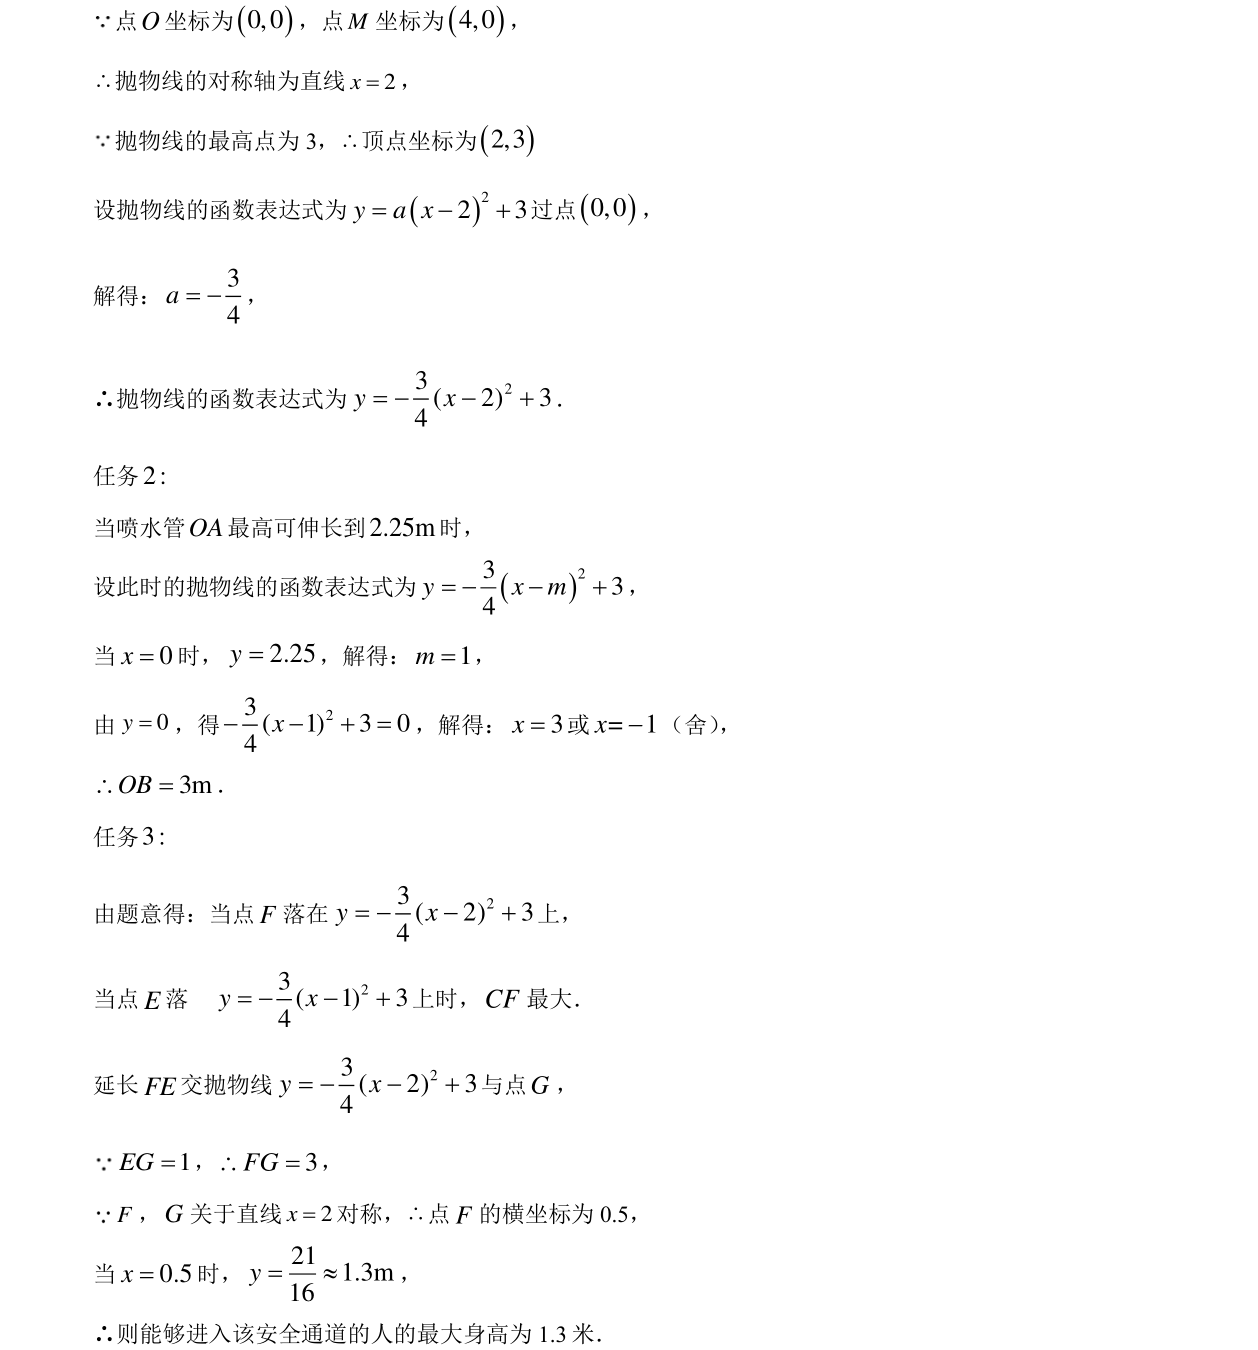 ∵点O坐标为(0,0)，点M 坐标为(4,0)，
∴抛物线的对称轴为直线x=2，
∵抛物线的最高点为 3，∴顶点坐标为(2,3)
设抛物线的函数表达式为y=a(x−2)²+3过点(0,0)，
解得：a=−3/4，
∴抛物线的函数表达式为y=−3/4(x−2)²+3．
任务2：
当喷水管OA最高可伸长到2.25m时，
设此时的抛物线的函数表达式为y=−3/4(x−m)²+3，
当x=0时，y=2.25，解得：m=1，
由y=0，得−3/4(x−1)²+3=0，解得：x=3或x=−1（舍），
∴OB=3m．
任务3：
由题意得：当点F落在y=−3/4(x−2)²+3上，
当点E落 y=−3/4(x−1)²+3上时，CF最大．
延长FE交抛物线y=−3/4(x−2)²+3与点G，
∵EG=1，∴FG=3，
∵F，G关于直线x=2对称，∴点F的横坐标为 0.5，
当x=0.5时，y=21/16≈1.3m，
∴则能够进入该安全通道的人的最大身高为 1.3 米．